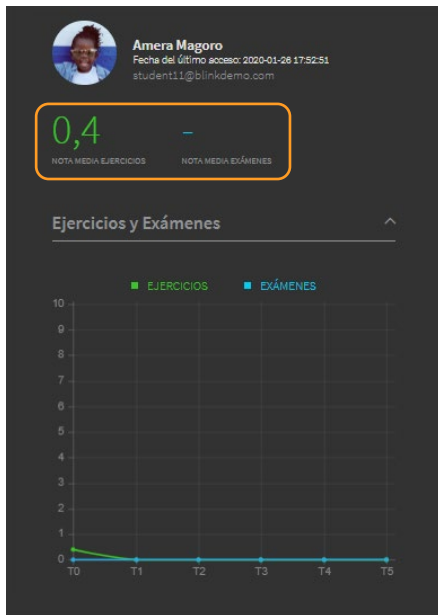 Amera Magoro
Fecha del último acceso: 2020-01-26 17:52:51
student11@blinkdemo.com
0,4 –
NOTA MEDIA EJERCICIOS NOTA MEDIA EXÁMENES
Ejercicios y Exámenes
EJERCICIOS EXÁMENES
10
9
8
7
6
5
4
3
2
1
0
T0 T1 T2 T3 T4 T5